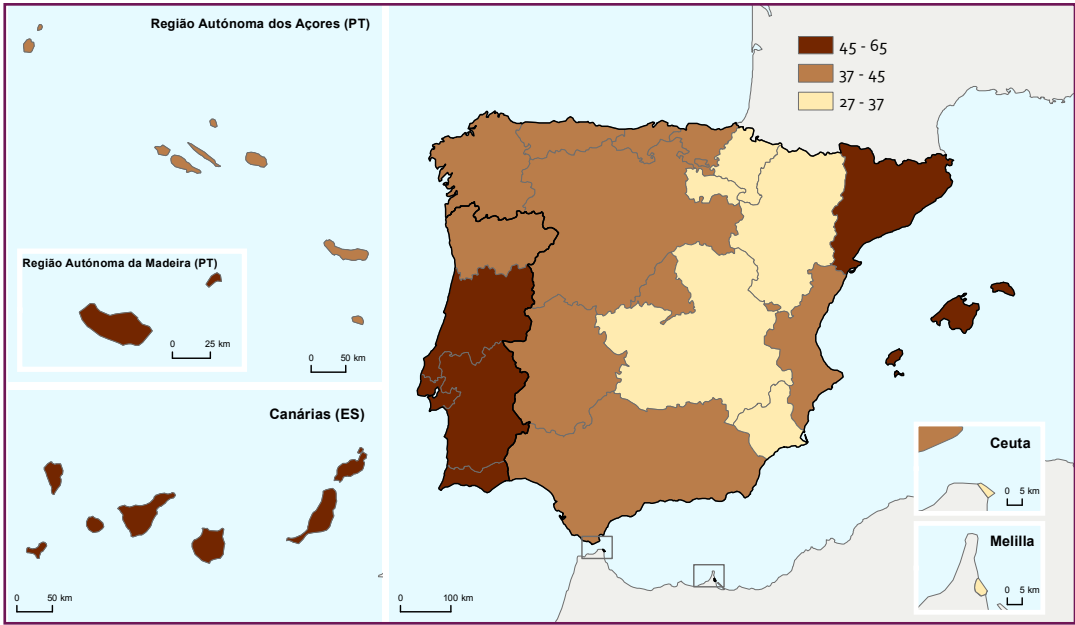 Região Autónoma dos Açores (PT)
45 - 65
37 - 45
27 - 37
Região Autónoma da Madeira (PT)
0 25 km
0 50 km
Canárias (ES)
Ceuta
0 5 km
Melilla
0 5 km
0 50 km
0 100 km